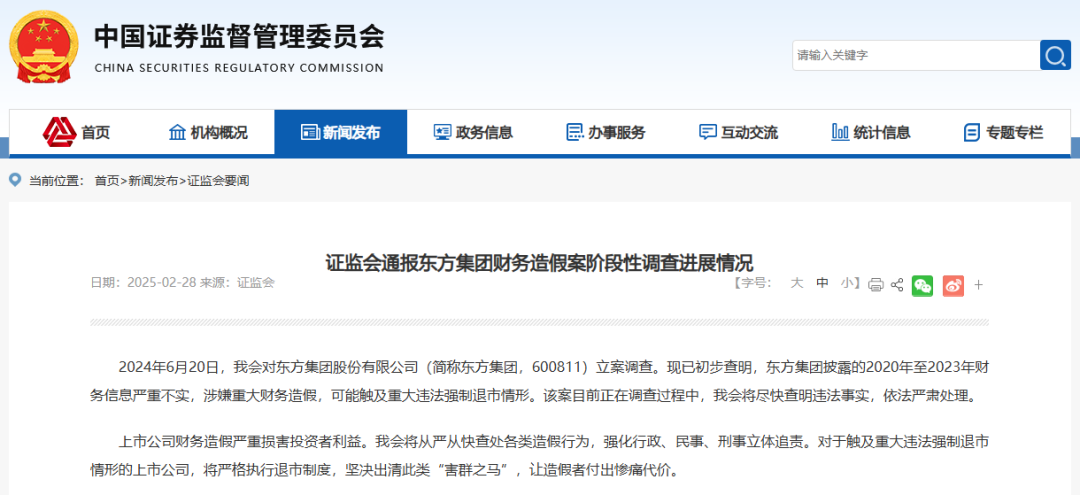 中国证券监督管理委员会
CHINA SECURITIES REGULATORY COMMISSION
请输入关键字
首页 机构概况 新闻发布 政务信息 办事服务 互动交流 统计信息 专题专栏
当前位置： 首页>新闻发布>证监会要闻
证监会通报东方集团财务造假案阶段性调查进展情况
日期：2025-02-28 来源：证监会 【字号： 大 中 小】
2024年6月20日，我会对东方集团股份有限公司（简称东方集团，600811）立案调查。现已初步查明，东方集团披露的2020年至2023年财
务信息严重不实，涉嫌重大财务造假，可能触及重大违法强制退市情形。该案目前正在调查过程中，我会将尽快查明违法事实，依法严肃处理。
上市公司财务造假严重损害投资者利益。我会将从严从快查处各类造假行为，强化行政、民事、刑事立体追责。对于触及重大违法强制退市
情形的上市公司，将严格执行退市制度，坚决出清此类“害群之马”，让造假者付出惨痛代价。